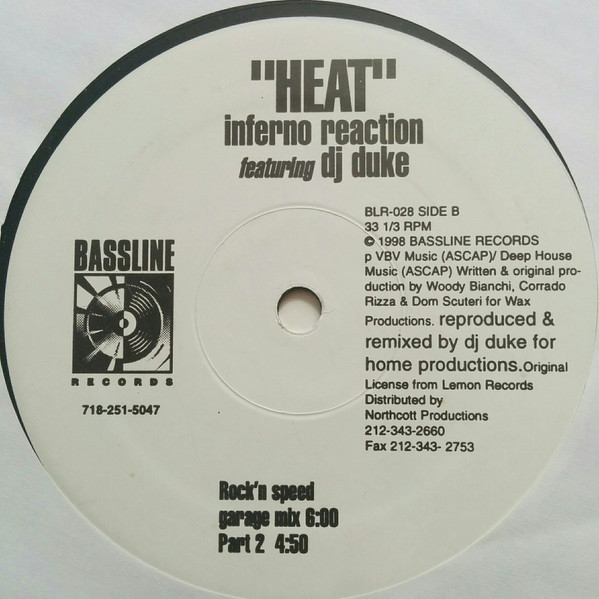 "HEAT"
inferno reaction
featuring dj duke
BLR-028 SIDE B
33 1/3 RPM
© 1998 BASSLINE RECORDS
p VBV Music (ASCAP)/ Deep House
Music (ASCAP) Written & original pro-
duction by Woody Bianchi, Corrado
Rizza & Dom Scuteri for Wax
Productions. reproduced &
remixed by dj duke for
home productions.Original
License from Lemon Records
Distributed by
Northcott Productions
212-343-2660
Fax 212-343- 2753
BASSLINE
RECORDS
718-251-5047
Rock'n speed
garage mix 6:00
Part 2 4:50